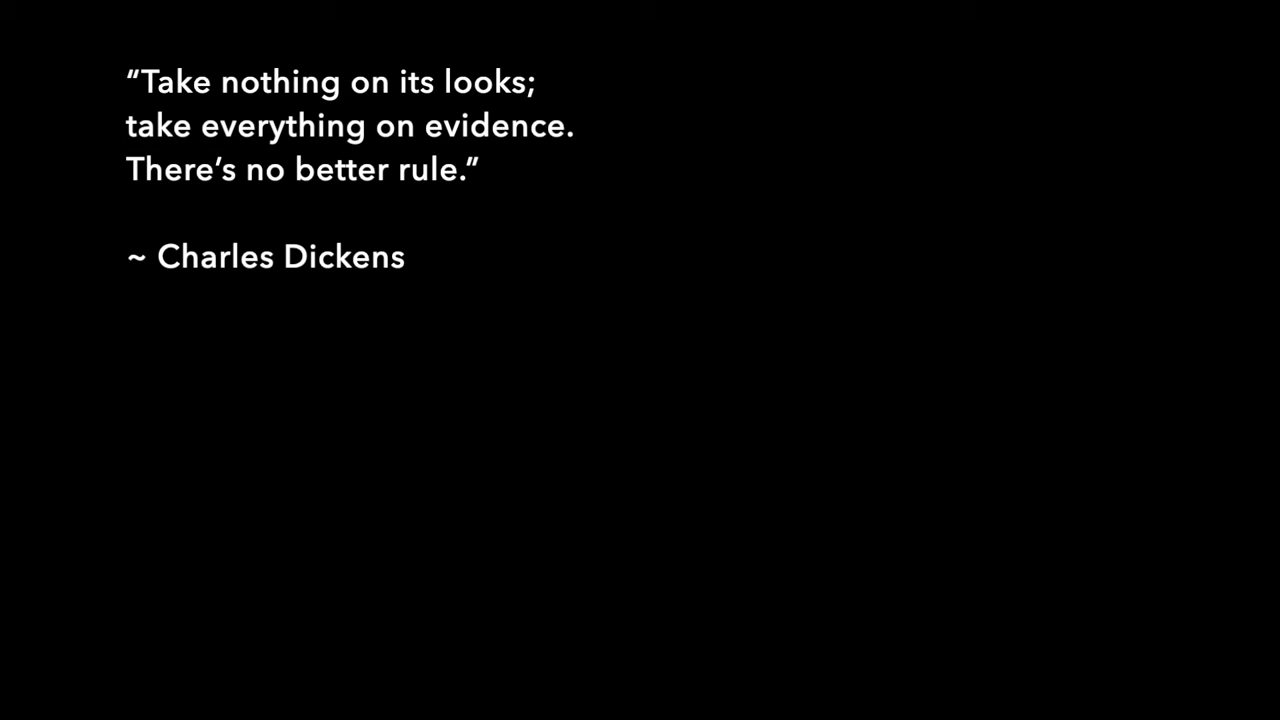 “Take nothing on its looks;
take everything on evidence.
There’s no better rule.”
~ Charles Dickens